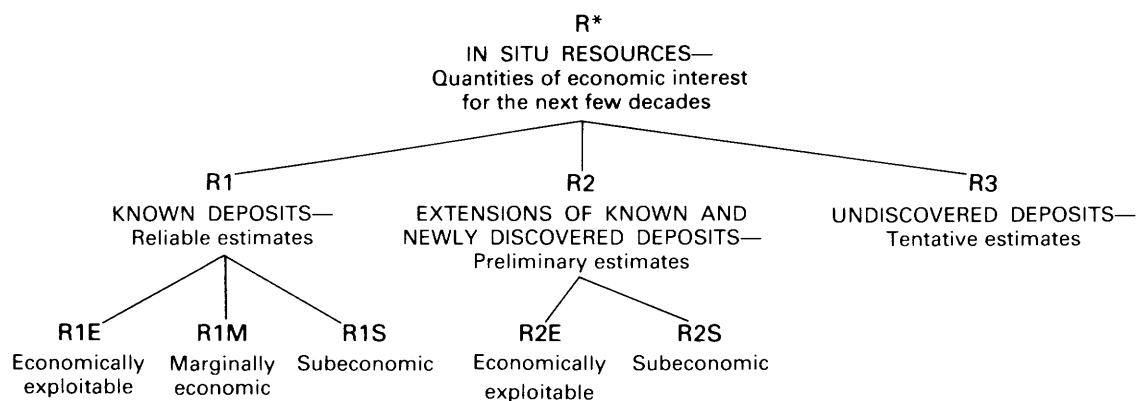 R*
IN SITU RESOURCES—
Quantities of economic interest
for the next few decades
R1
KNOWN DEPOSITS—
Reliable estimates
R2
EXTENSIONS OF KNOWN AND
NEWLY DISCOVERED DEPOSITS—
Preliminary estimates
R3
UNDISCOVERED DEPOSITS—
Tentative estimates
R1E
Economically
exploitable
R1M
Marginally
economic
R1S
Subeconomic
R2E
Economically
exploitable
R2S
Subeconomic